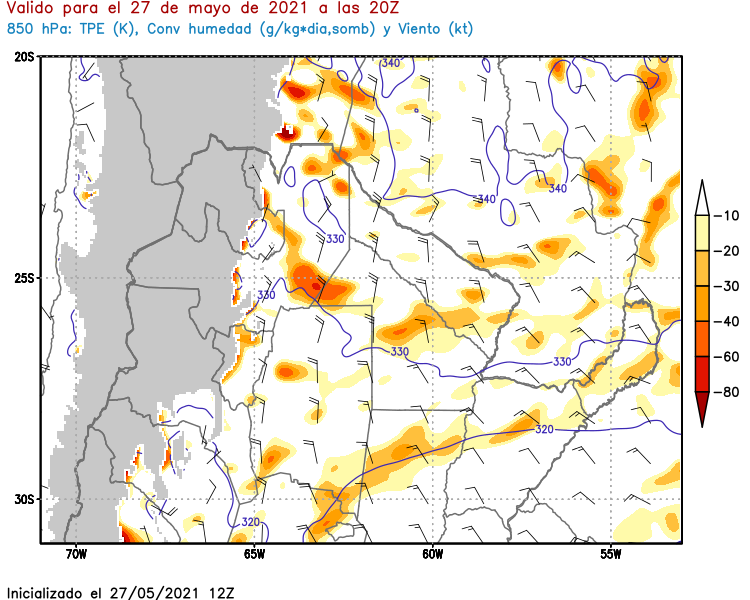 Valido para el 27 de mayo de 2021 a las 20Z
850 hPa: TPE (K), Conv humedad (g/kg*dia,somb) y Viento (kt)
20S
340
340
340
330
25S
330
330
330
320
320
30S
70W 65W 60W 55W
-10
-20
-30
-40
-60
-80
Inicializado el 27/05/2021 12Z